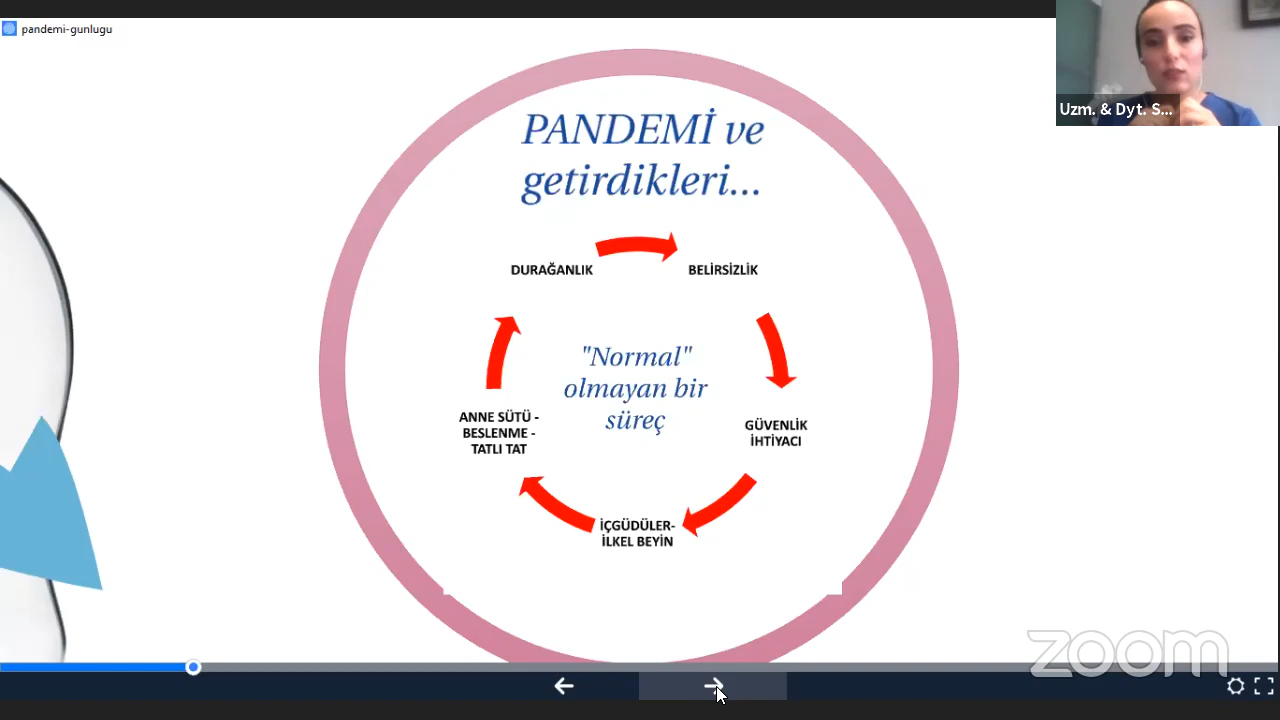 pandemi-gunlugu
Uzm. & Dyt. S...
PANDEMİ ve
getirdikleri...
DURAĞANLIK
BELİRSİZLİK
"Normal"
olmayan bir
süreç
ANNE SÜTÜ -
BESLENME -
TATLI TAT
GÜVENLİK
İHTİYACI
İÇGÜDÜLER-
İLKEL BEYİN
zoom